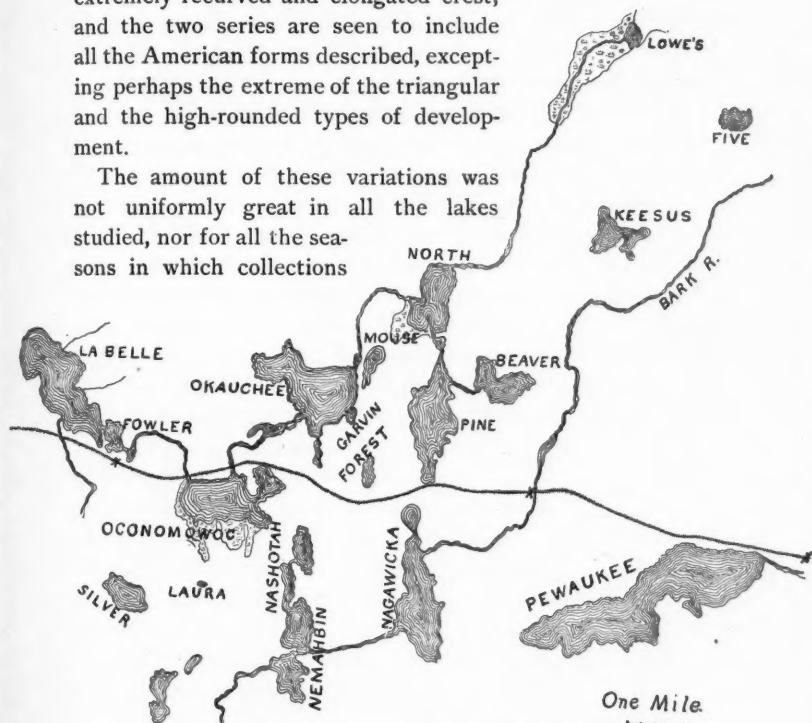 extremely recurved and elongated crest,
and the two series are seen to include
all the American forms described, except-
ing perhaps the extreme of the triangular
and the high-rounded types of develop-
ment.
The amount of these variations was
not uniformly great in all the lakes
studied, nor for all the sea-
sons in which collections
LOWE'S
FIVE
KEESUS
NORTH
BARK R.
MOUSE
LA BELLE
BEAVER
OKAUCHEE
GARVIN
FOREST
PINE
FOWLER
OCONOMOWOC
NASHOTAH
NAGAWICKA
PEWAUKEE
SILVER
LAURA
NEMAHBIN
One Mile.